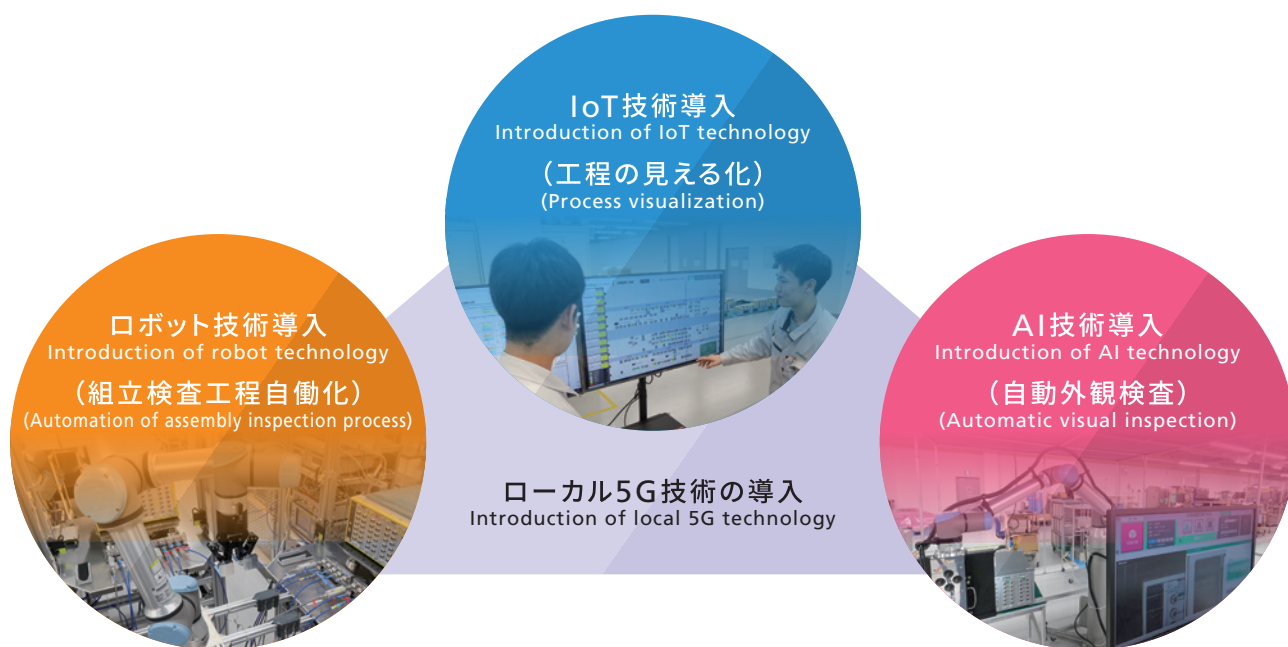 IoT技術導入
Introduction of IoT technology
（工程の見える化）
(Process visualization)
ロボット技術導入
Introduction of robot technology
（組立検査工程自働化）
(Automation of assembly inspection process)
AI技術導入
Introduction of AI technology
（自動外観検査）
(Automatic visual inspection)
ローカル5G技術の導入
Introduction of local 5G technology